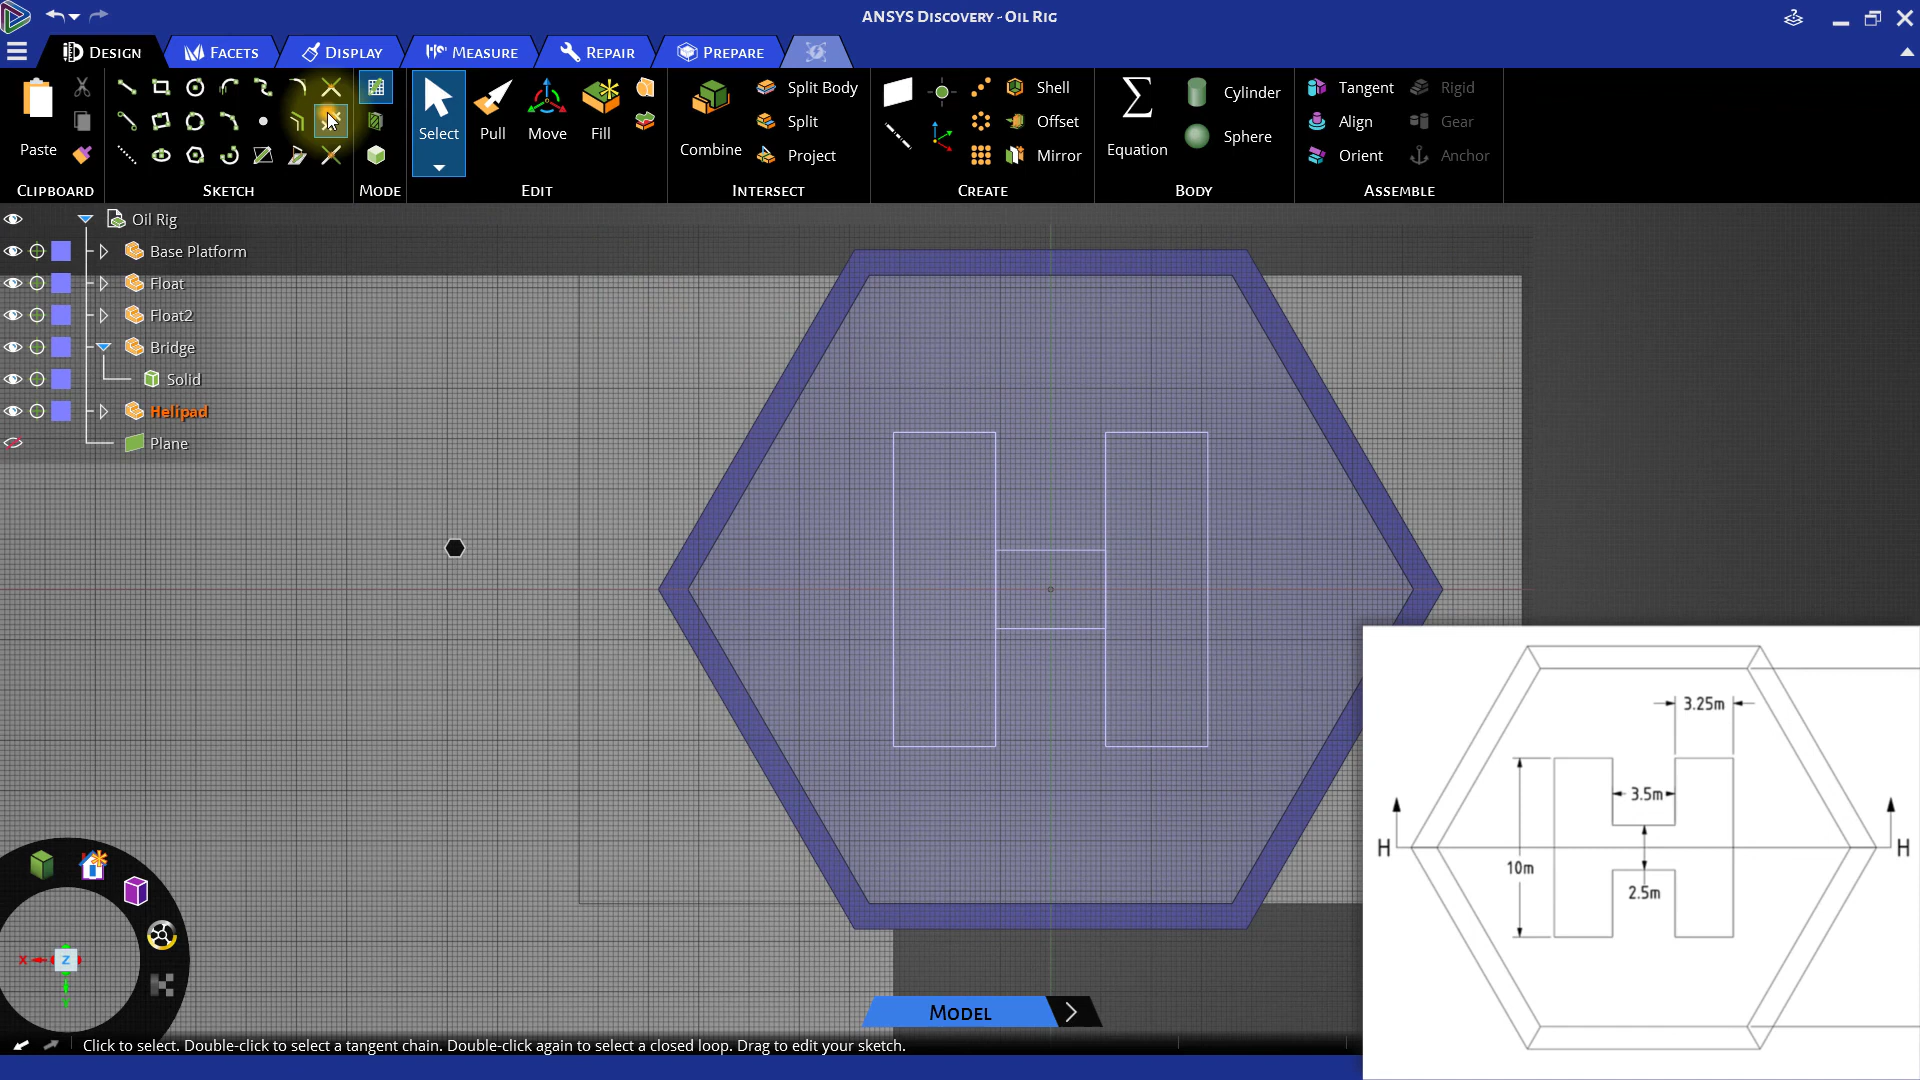 ANSYS Discovery - Oil Rig
Design
Facets
Display
Measure
Repair
Prepare
Paste
Clipboard
Sketch
Mode
Select
Pull
Move
Fill
Edit
Combine
Split Body
Split
Project
Intersect
Shell
Offset
Mirror
Create
Equation
Cylinder
Sphere
Body
Tangent
Align
Orient
Rigid
Gear
Anchor
Assemble
Oil Rig
Base Platform
Float
Float2
Bridge
Solid
Helipad
Plane
3.25m
3.5m
H
H
10m
2.5m
X
Z
Model
Click to select. Double-click to select a tangent chain. Double-click again to select a closed loop. Drag to edit your sketch.